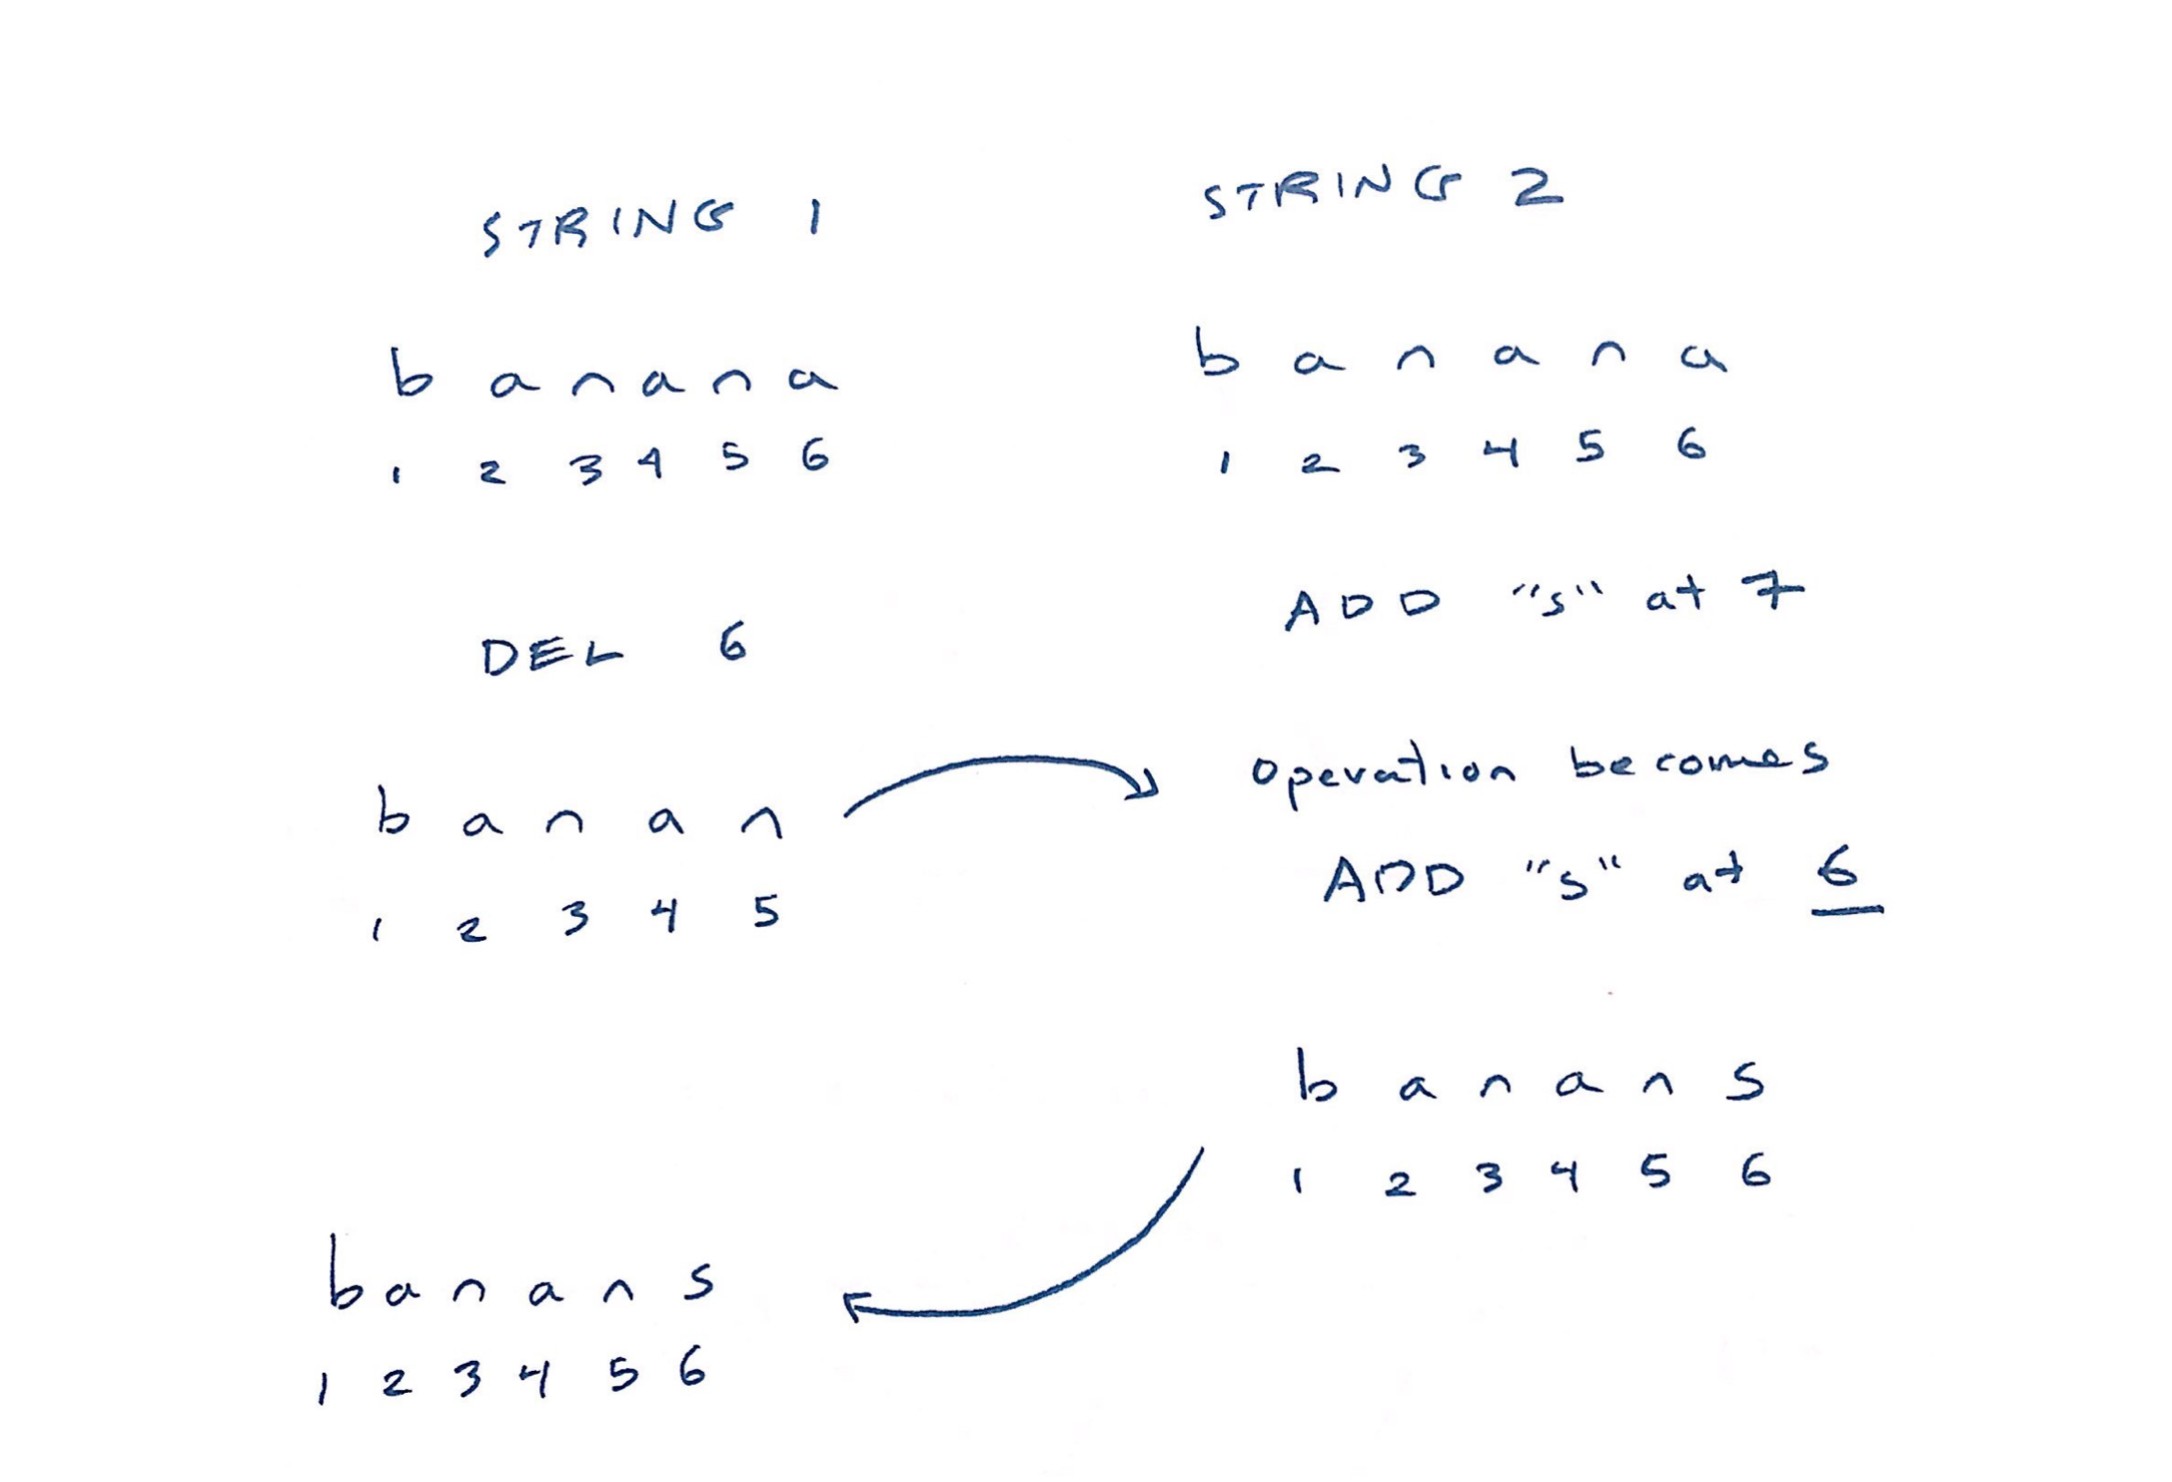 STRING 1
b a n a n a
1 2 3 4 5 6
DEL 6
b a n a n
1 2 3 4 5
b a n a n s
1 2 3 4 5 6
STRING 2
b a n a n a
1 2 3 4 5 6
ADD "s" at 7
operation becomes
ADD "s" at 6
b a n a n s
1 2 3 4 5 6